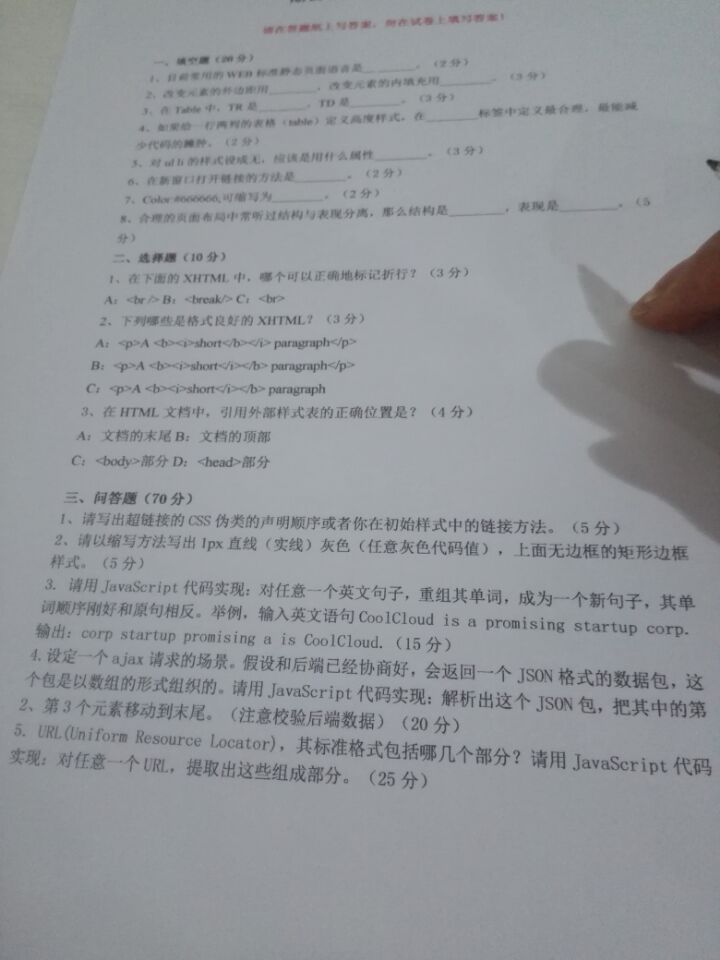 请在答题纸上写答案，勿在试卷上填写答案！
一、填空题（20 分）
1、目前常用的 WEB 标准静态页面语言是________。（2 分）
2、改变元素的外边距用________，改变元素的内填充用________。（3 分）
3、在 Table 中，TR 是________，TD 是________。（3 分）
4、如果给一行两列的表格（table）定义高度样式，在________标签中定义最合理，最能减
少代码的臃肿。（2 分）
5、对 ul li 的样式设成无，应该是用什么属性________。（3 分）
6、在新窗口打开链接的方法是________。（2 分）
7、Color:#666666;可缩写为________。（2 分）
8、合理的页面布局中常听过结构与表现分离，那么结构是________，表现是________。（5
分）
二、选择题（10 分）
1、在下面的 XHTML 中，哪个可以正确地标记折行？（3 分）
A：<br /> B：<break/> C：<br>
2、下列哪些是格式良好的 XHTML？（3 分）
A：<p>A <b><i>short</b></i> paragraph</p>
B：<p>A <b><i>short</i></b> paragraph</p>
C：<p>A <b><i>short</i></b> paragraph
3、在 HTML 文档中，引用外部样式表的正确位置是？（4 分）
A：文档的末尾 B：文档的顶部
C：<body>部分 D：<head>部分
三、问答题（70 分）
1、请写出超链接的 CSS 伪类的声明顺序或者你在初始样式中的链接方法。（5 分）
2、请以缩写方法写出 1px 直线（实线）灰色（任意灰色代码值），上面无边框的矩形边框
样式。（5 分）
3. 请用 JavaScript 代码实现：对任意一个英文句子，重组其单词，成为一个新句子，其单
词顺序刚好和原句相反。举例，输入英文语句 CoolCloud is a promising startup corp.
输出：corp startup promising a is CoolCloud.（15 分）
4.设定一个 ajax 请求的场景。假设和后端已经协商好，会返回一个 JSON 格式的数据包，这
个包是以数组的形式组织的。请用 JavaScript 代码实现：解析出这个 JSON 包，把其中的第
2、第 3 个元素移动到末尾。（注意校验后端数据）（20 分）
5. URL(Uniform Resource Locator)，其标准格式包括哪几个部分？请用 JavaScript 代码
实现：对任意一个 URL，提取出这些组成部分。（25 分）